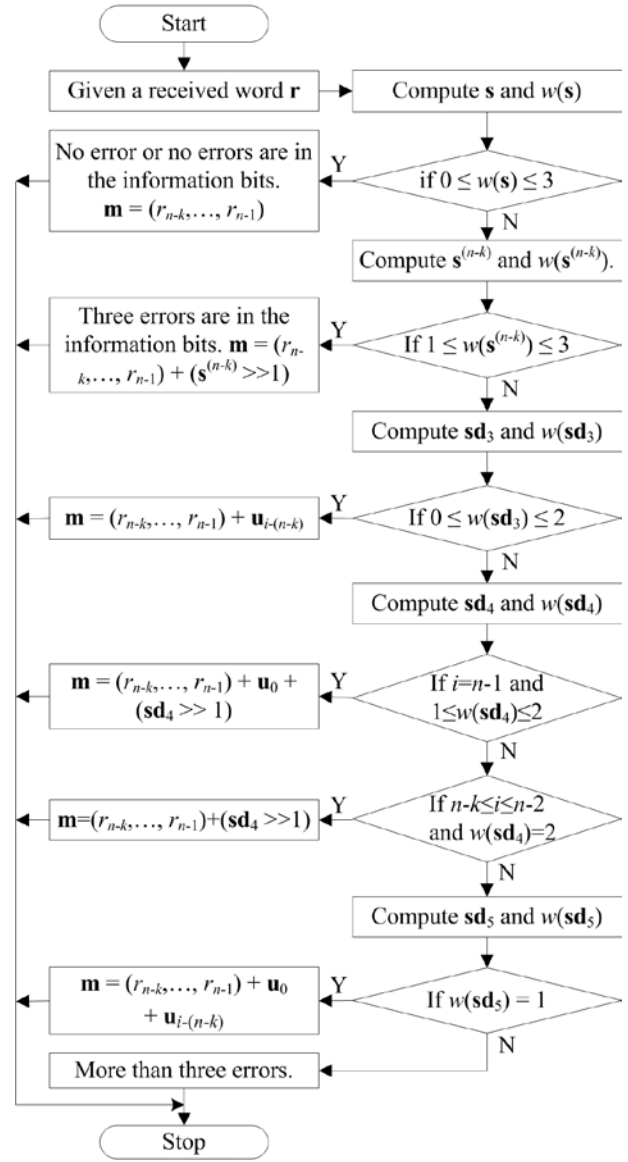 Start
Given a received word r
Compute s and w(s)
No error or no errors are in
the information bits.
m = (rₙ₋ₖ,…, rₙ₋₁)
Y
if 0 ≤ w(s) ≤ 3
N
Compute s⁽ⁿ⁻ᵏ⁾ and w(s⁽ⁿ⁻ᵏ⁾).
Three errors are in the
information bits. m = (rₙ₋
ₖ,…, rₙ₋₁) + (s⁽ⁿ⁻ᵏ⁾ >>1)
Y
If 1 ≤ w(s⁽ⁿ⁻ᵏ⁾) ≤ 3
N
Compute sd₃ and w(sd₃)
m = (rₙ₋ₖ,…, rₙ₋₁) + uᵢ₋₍ₙ₋ₖ₎
Y
If 0 ≤ w(sd₃) ≤ 2
N
Compute sd₄ and w(sd₄)
m = (rₙ₋ₖ,…, rₙ₋₁) + u₀ +
(sd₄ >> 1)
Y
If i=n-1 and
1≤w(sd₄)≤2
N
m=(rₙ₋ₖ,…, rₙ₋₁)+(sd₄ >>1)
Y
If n-k≤i≤n-2
and w(sd₄)=2
N
Compute sd₅ and w(sd₅)
m = (rₙ₋ₖ,…, rₙ₋₁) + u₀
+ uᵢ₋₍ₙ₋ₖ₎
Y
If w(sd₅) = 1
N
More than three errors.
Stop